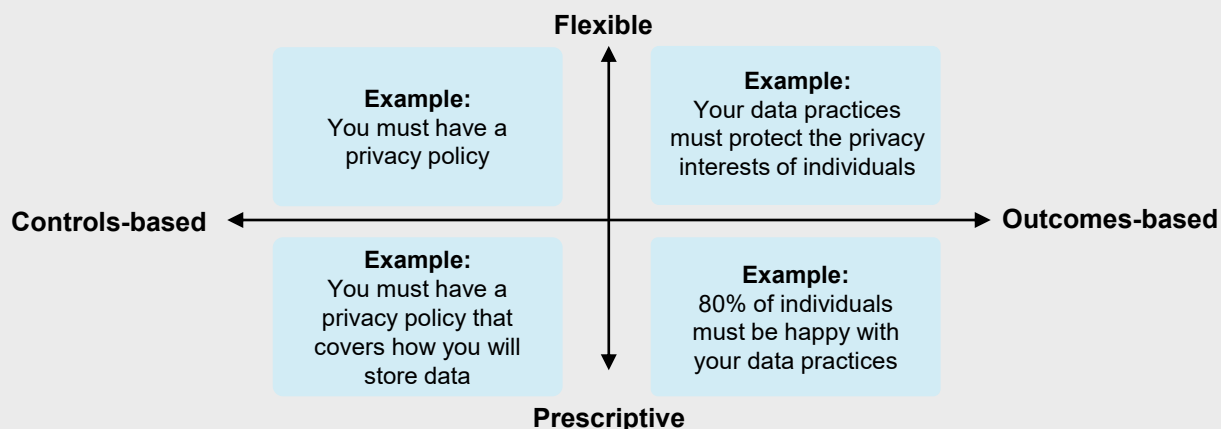 Flexible
Example:
You must have a
privacy policy
Example:
Your data practices
must protect the privacy
interests of individuals
Controls-based
Outcomes-based
Example:
You must have a
privacy policy that
covers how you will
store data
Example:
80% of individuals
must be happy with
your data practices
Prescriptive